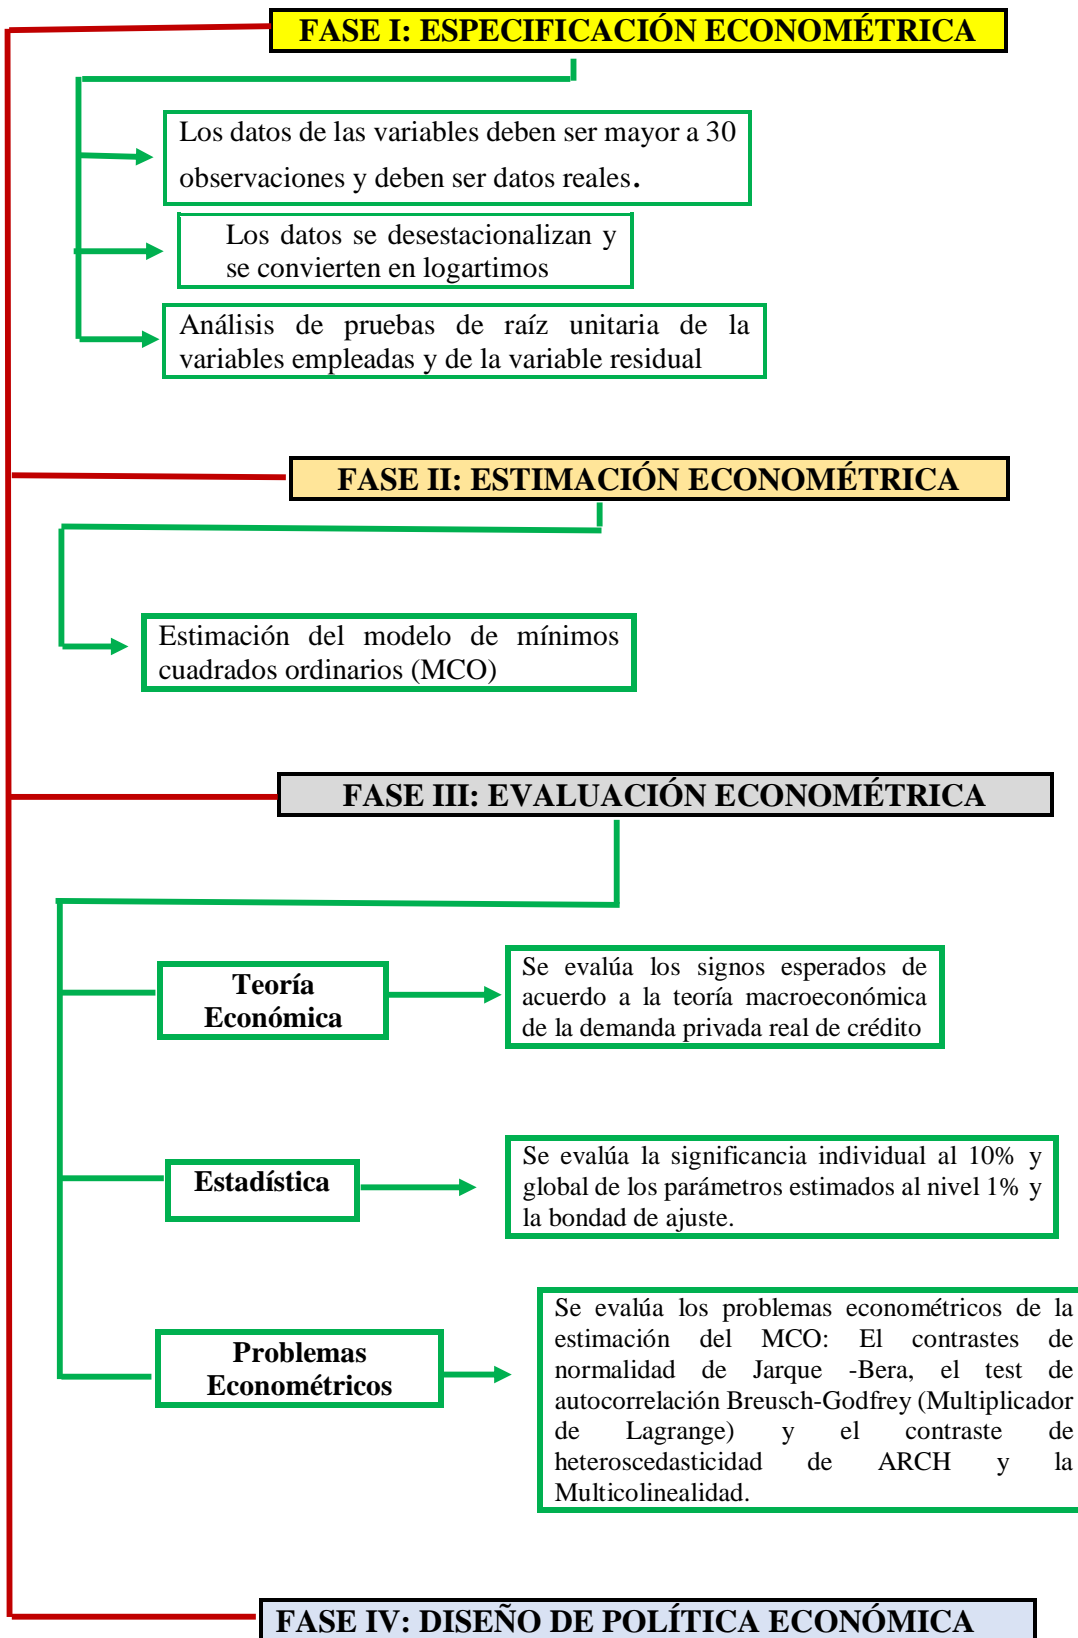 FASE I: ESPECIFICACIÓN ECONOMÉTRICA
Los datos de las variables deben ser mayor a 30
observaciones y deben ser datos reales.
Los datos se desestacionalizan y
se convierten en logartimos
Análisis de pruebas de raíz unitaria de la
variables empleadas y de la variable residual
FASE II: ESTIMACIÓN ECONOMÉTRICA
Estimación del modelo de mínimos
cuadrados ordinarios (MCO)
FASE III: EVALUACIÓN ECONOMÉTRICA
Teoría
Económica
Se evalúa los signos esperados de
acuerdo a la teoría macroeconómica
de la demanda privada real de crédito
Estadística
Se evalúa la significancia individual al 10% y
global de los parámetros estimados al nivel 1% y
la bondad de ajuste.
Problemas
Econométricos
Se evalúa los problemas econométricos de la
estimación del MCO: El contrastes de
normalidad de Jarque -Bera, el test de
autocorrelación Breusch-Godfrey (Multiplicador
de Lagrange) y el contraste de
heteroscedasticidad de ARCH y la
Multicolinealidad.
FASE IV: DISEÑO DE POLÍTICA ECONÓMICA